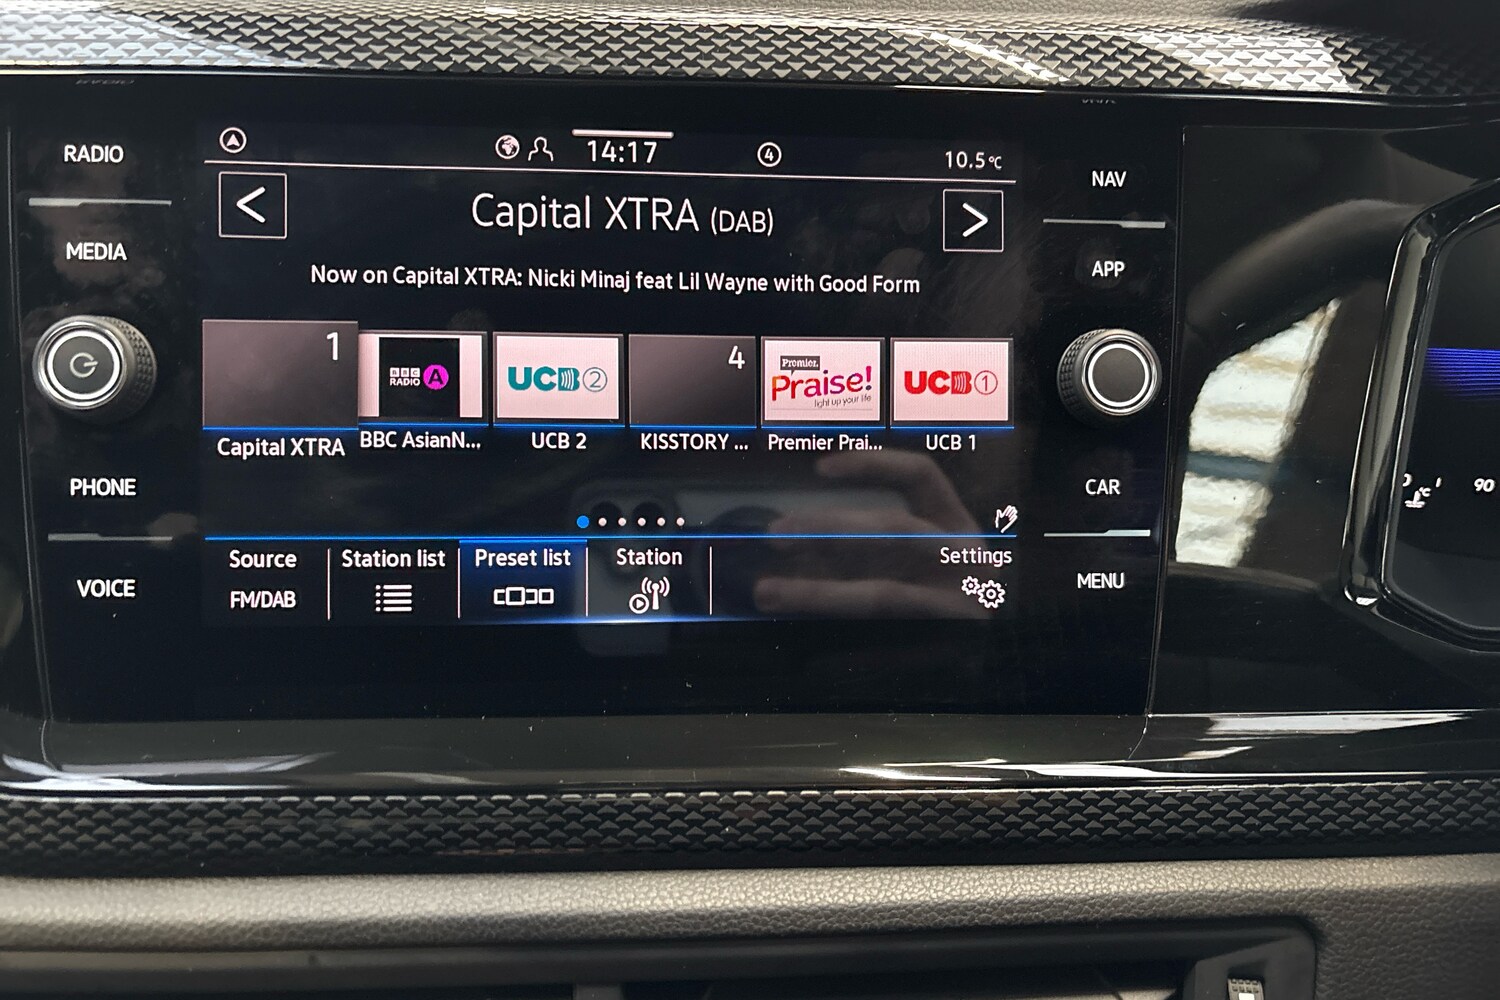 RADIO
MEDIA
PHONE
VOICE
14:17
4
10.5°C
<
Capital XTRA (DAB)
>
Now on Capital XTRA: Nicki Minaj feat Lil Wayne with Good Form
1
BBC
RADIO A
UCB 2
4
Premier.
Praise!
light up your life
UCB 1
Capital XTRA
BBC AsianN...
UCB 2
KISSTORY ...
Premier Prai...
UCB 1
Source
FM/DAB
Station list
Preset list
Station
Settings
NAV
APP
CAR
MENU
°C
90